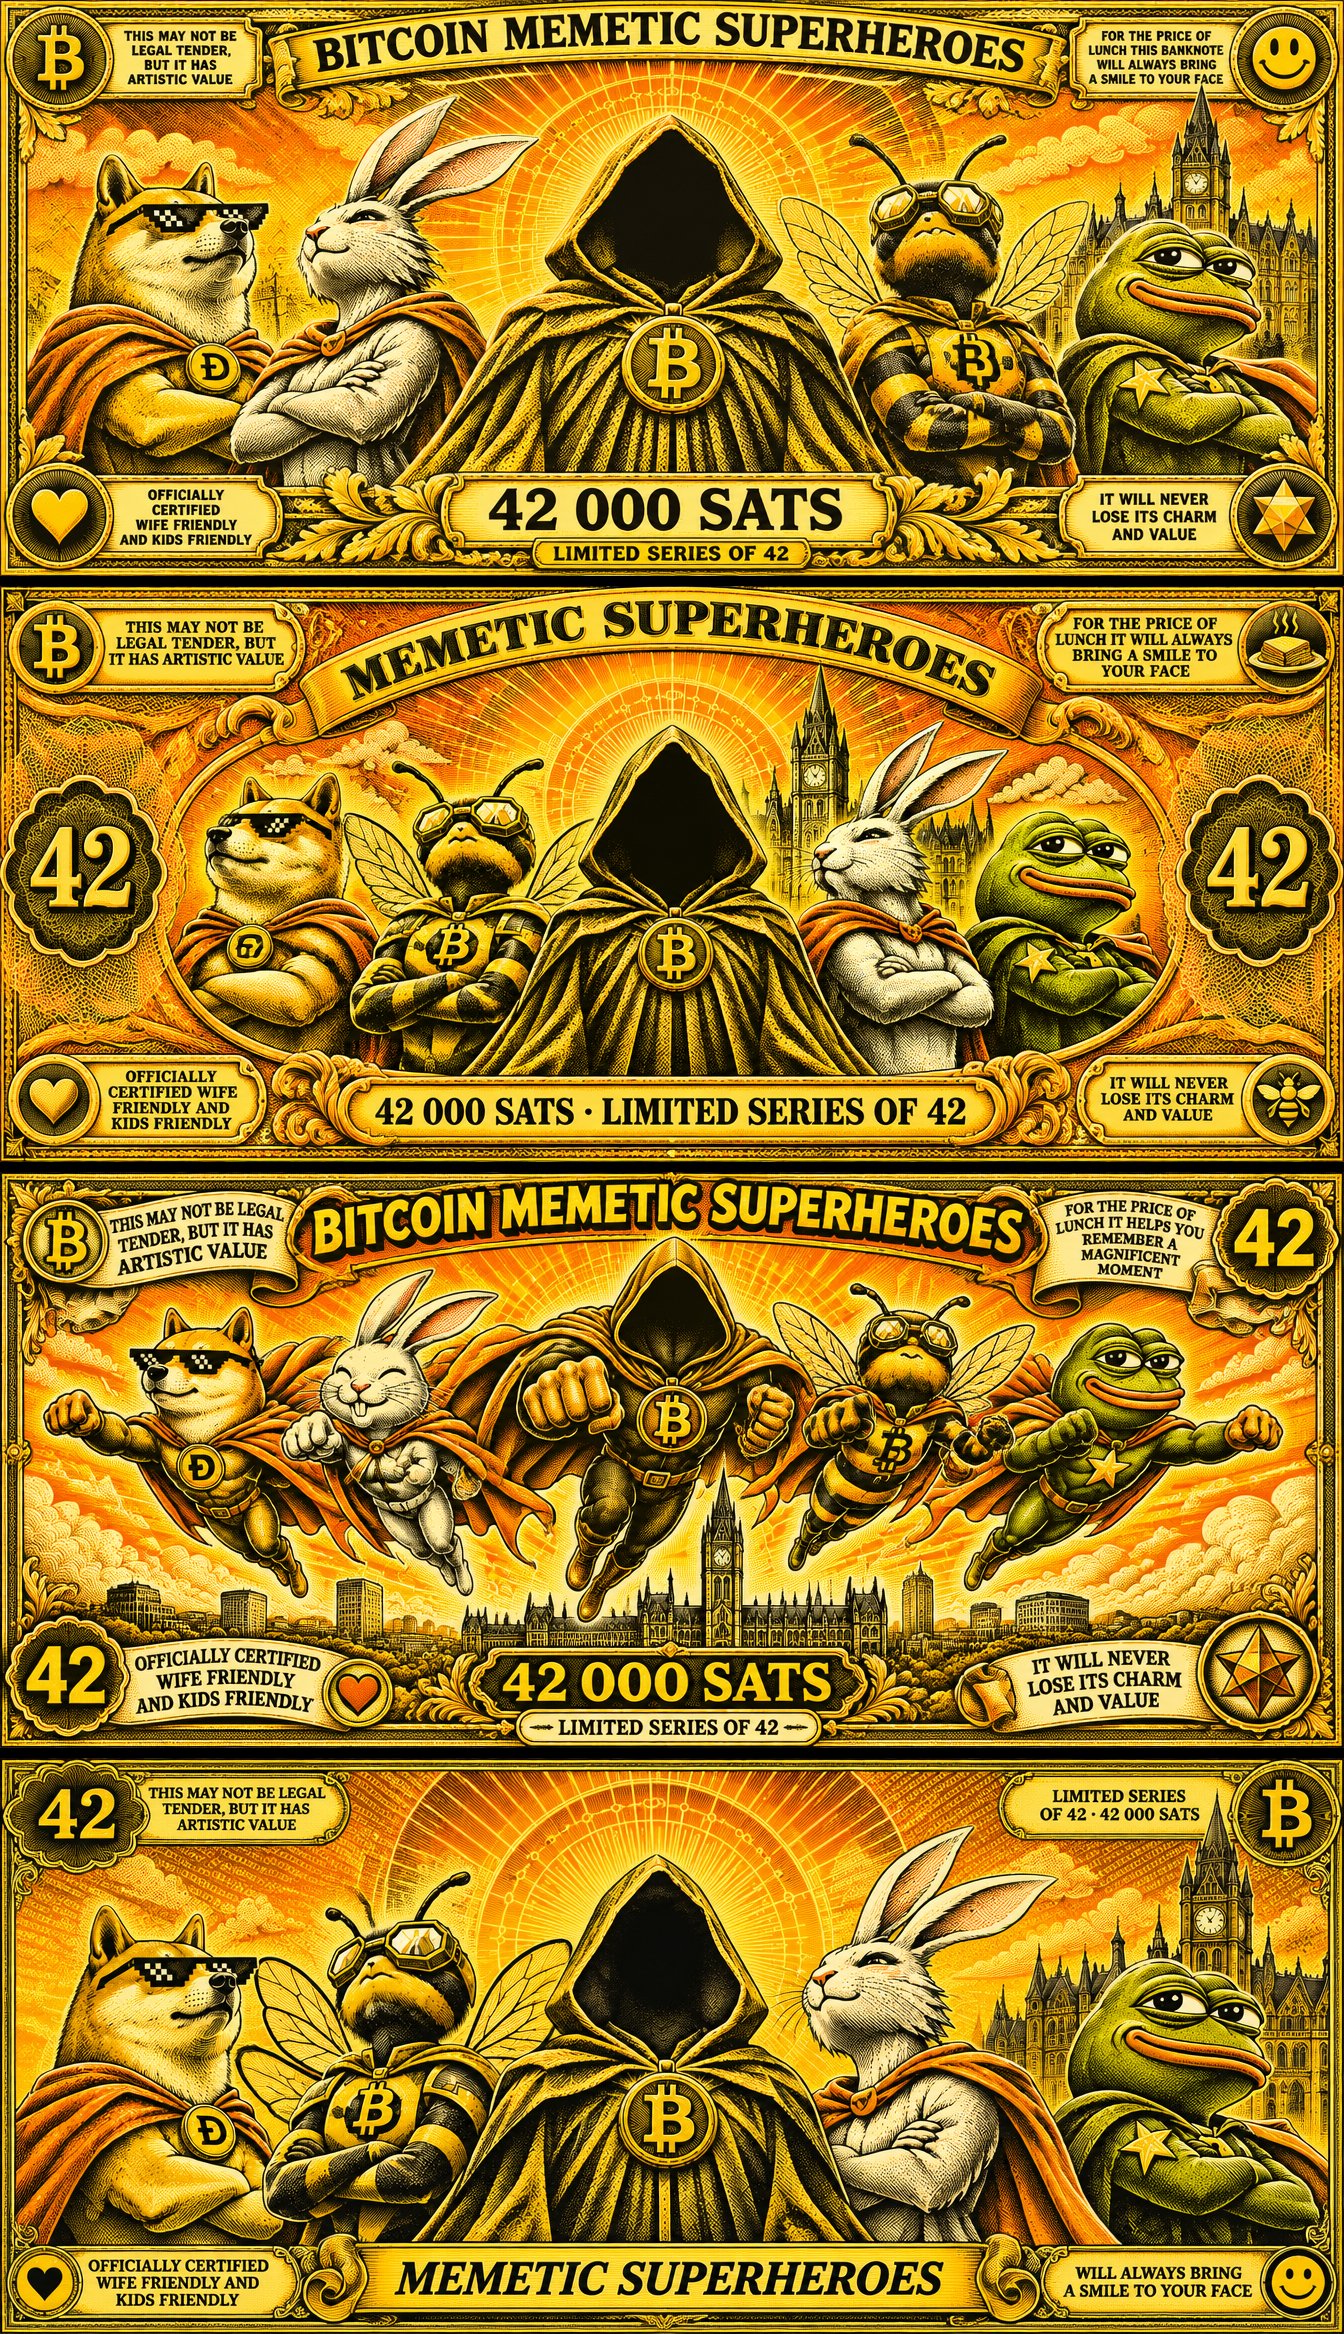 BITCOIN MEMETIC SUPERHEROES
THIS MAY NOT BE
LEGAL TENDER,
BUT IT HAS
ARTISTIC VALUE
FOR THE PRICE OF
LUNCH THIS BANKNOTE
WILL ALWAYS BRING
A SMILE TO YOUR FACE
OFFICIALLY
CERTIFIED
WIFE FRIENDLY
AND KIDS FRIENDLY
42 000 SATS
LIMITED SERIES OF 42
IT WILL NEVER
LOSE ITS CHARM
AND VALUE
THIS MAY NOT BE
LEGAL TENDER, BUT
IT HAS ARTISTIC VALUE
MEMETIC SUPERHEROES
FOR THE PRICE OF
LUNCH IT WILL ALWAYS
BRING A SMILE TO
YOUR FACE
42
42
OFFICIALLY
CERTIFIED WIFE
FRIENDLY AND
KIDS FRIENDLY
42 000 SATS · LIMITED SERIES OF 42
IT WILL NEVER
LOSE ITS CHARM
AND VALUE
THIS MAY NOT BE LEGAL
TENDER, BUT IT HAS
ARTISTIC VALUE
BITCOIN MEMETIC SUPERHEROES
FOR THE PRICE OF
LUNCH IT HELPS YOU
REMEMBER A
MAGNIFICENT
MOMENT
42
42
OFFICIALLY CERTIFIED
WIFE FRIENDLY
AND KIDS FRIENDLY
42 000 SATS
LIMITED SERIES OF 42
IT WILL NEVER
LOSE ITS CHARM
AND VALUE
42
THIS MAY NOT BE LEGAL
TENDER, BUT IT HAS
ARTISTIC VALUE
LIMITED SERIES
OF 42 · 42 000 SATS
OFFICIALLY CERTIFIED
WIFE FRIENDLY AND
KIDS FRIENDLY
MEMETIC SUPERHEROES
WILL ALWAYS BRING
A SMILE TO YOUR FACE